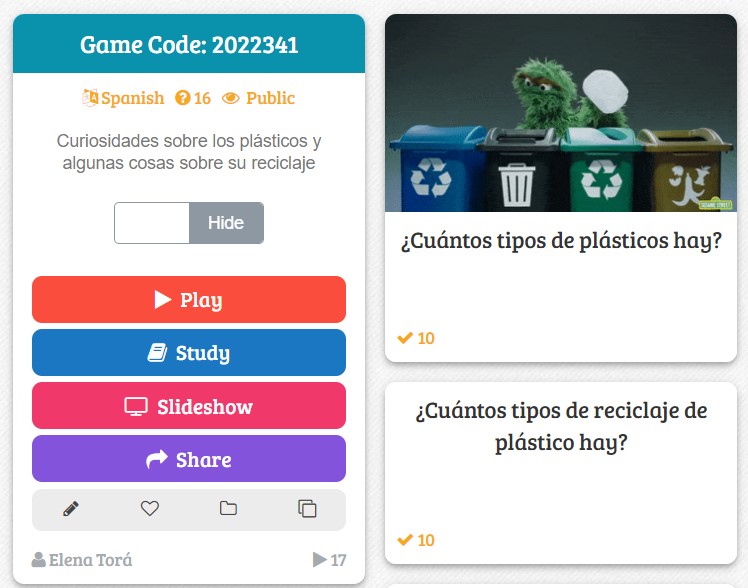 Game Code: 2022341
Spanish 16 Public
Curiosidades sobre los plásticos y
algunas cosas sobre su reciclaje
Hide
Play
Study
Slideshow
Share
Elena Torá 17
SESAME STREET
¿Cuántos tipos de plásticos hay?
10
¿Cuántos tipos de reciclaje de
plástico hay?
10